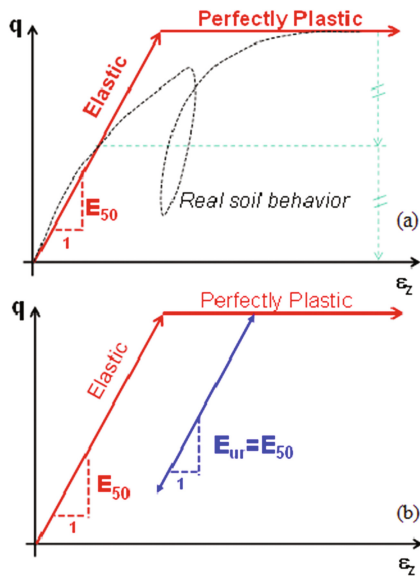 q
Perfectly Plastic
Elastic
E50
1
Real soil behavior
(a)
εz
q
Perfectly Plastic
Elastic
Eur=E50
1
E50
1
(b)
εz